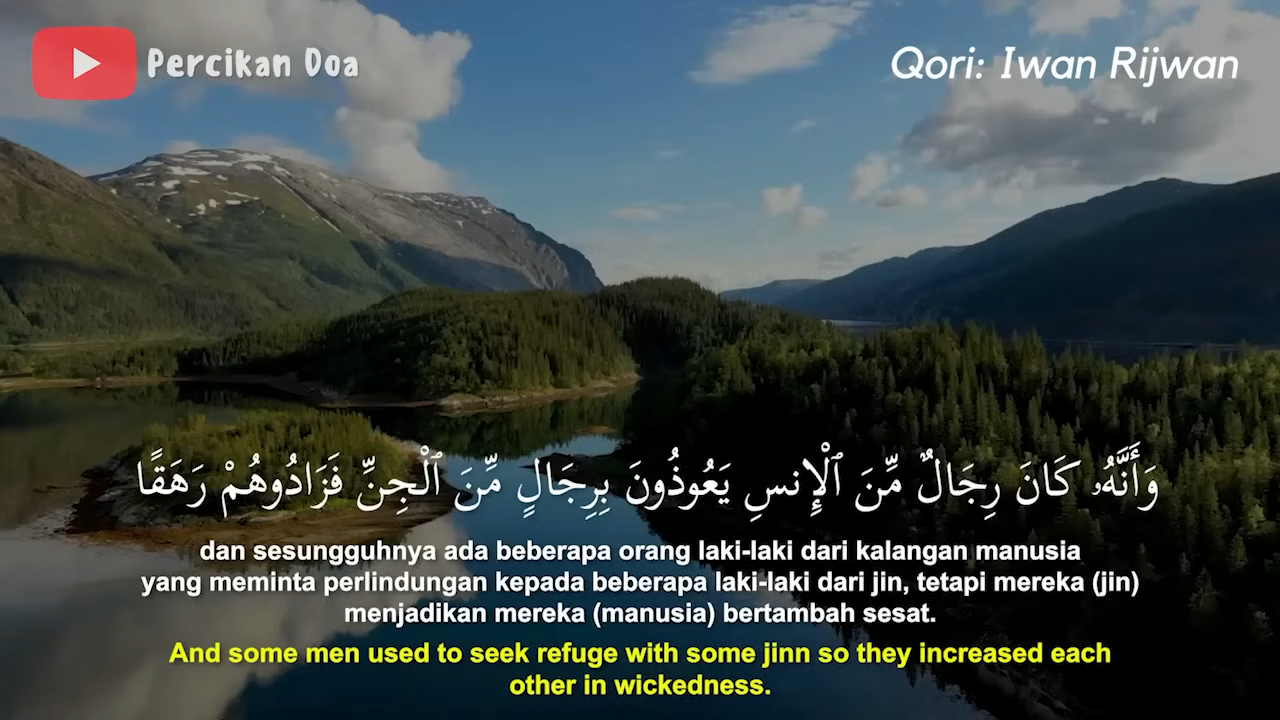 Percikan Doa
Qori: Iwan Rijwan
وَأَنَّهُۥ كَانَ رِجَالٌ مِّنَ ٱلْإِنسِ يَعُوذُونَ بِرِجَالٍ مِّنَ ٱلْجِنِّ فَزَادُوهُمْ رَهَقًا
dan sesungguhnya ada beberapa orang laki-laki dari kalangan manusia
yang meminta perlindungan kepada beberapa laki-laki dari jin, tetapi mereka (jin)
menjadikan mereka (manusia) bertambah sesat.
And some men used to seek refuge with some jinn so they increased each
other in wickedness.